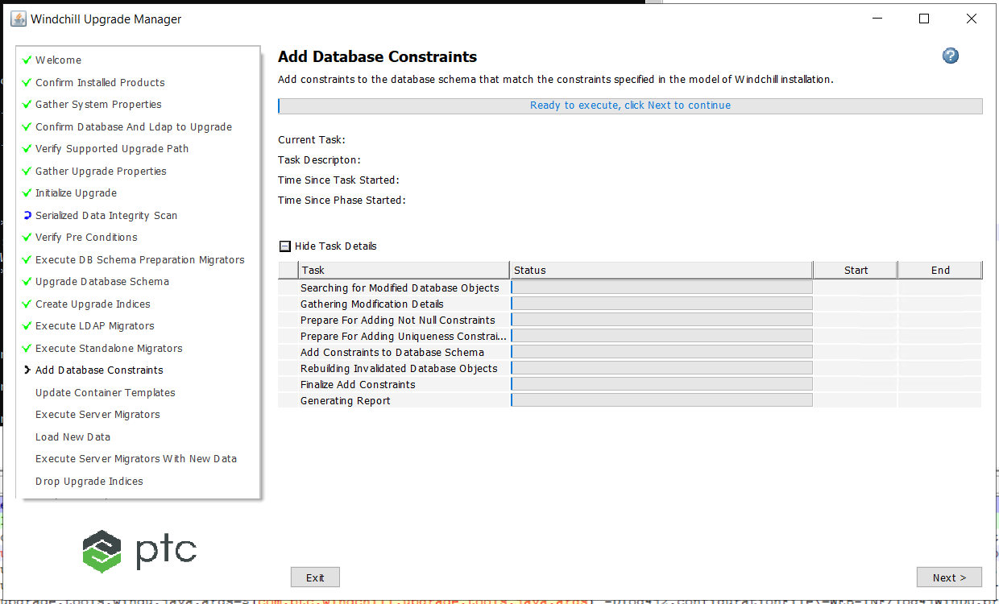 Windchill Upgrade Manager
Welcome
Confirm Installed Products
Gather System Properties
Confirm Database And Ldap to Upgrade
Verify Supported Upgrade Path
Gather Upgrade Properties
Initialize Upgrade
Serialized Data Integrity Scan
Verify Pre Conditions
Execute DB Schema Preparation Migrators
Upgrade Database Schema
Create Upgrade Indices
Execute LDAP Migrators
Execute Standalone Migrators
Add Database Constraints
Update Container Templates
Execute Server Migrators
Load New Data
Execute Server Migrators With New Data
Drop Upgrade Indices
ptc
Add Database Constraints
?
Add constraints to the database schema that match the constraints specified in the model of Windchill installation.
Ready to execute, click Next to continue
Current Task:
Task Descripton:
Time Since Task Started:
Time Since Phase Started:
Hide Task Details
Task Status Start End
Searching for Modified Database Objects
Gathering Modification Details
Prepare For Adding Not Null Constraints
Prepare For Adding Uniqueness Constrai...
Add Constraints to Database Schema
Rebuilding Invalidated Database Objects
Finalize Add Constraints
Generating Report
Exit Next >